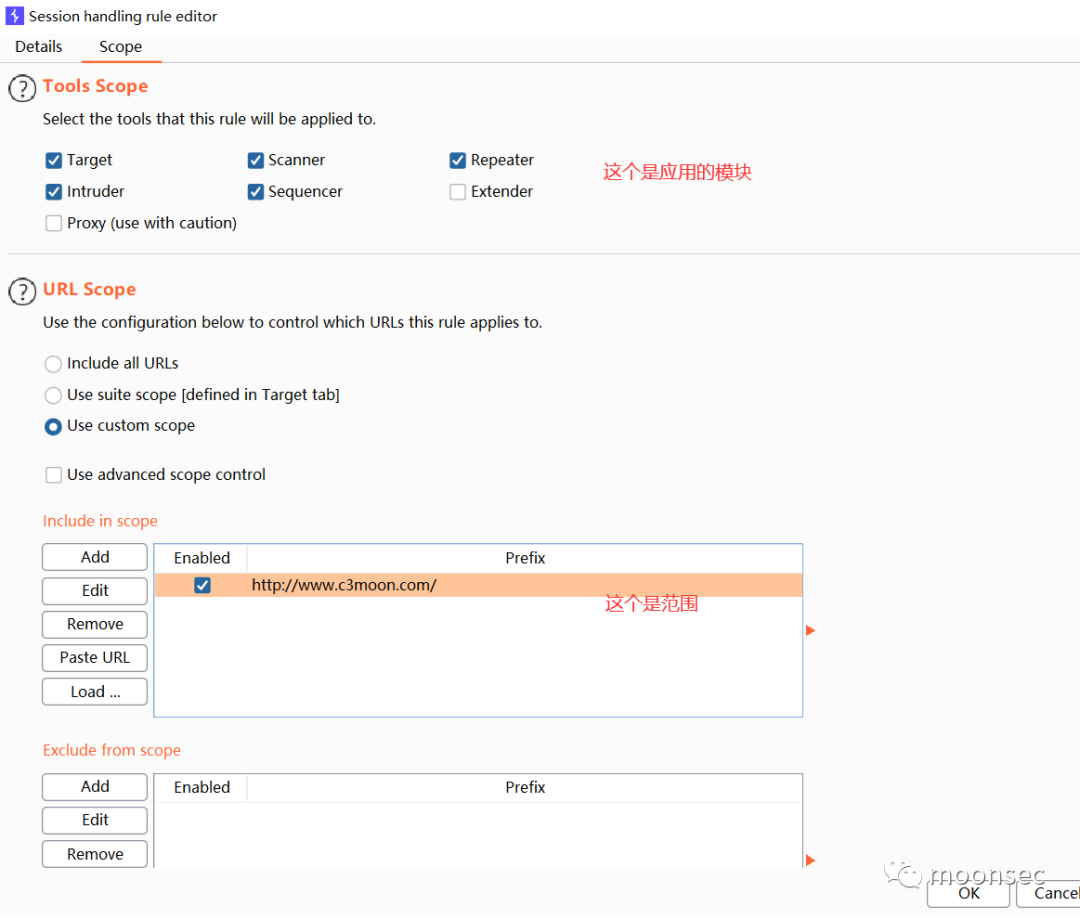 Session handling rule editor
Details Scope
Tools Scope
Select the tools that this rule will be applied to.
Target Scanner Repeater
这个是应用的模块
Intruder Sequencer Extender
Proxy (use with caution)
URL Scope
Use the configuration below to control which URLs this rule applies to.
Include all URLs
Use suite scope [defined in Target tab]
Use custom scope
Use advanced scope control
Include in scope
Add Enabled Prefix
Edit http://www.c3moon.com/
这个是范围
Remove
Paste URL
Load ...
Exclude from scope
Add Enabled Prefix
Edit
Remove
moonsec
OK Cancel